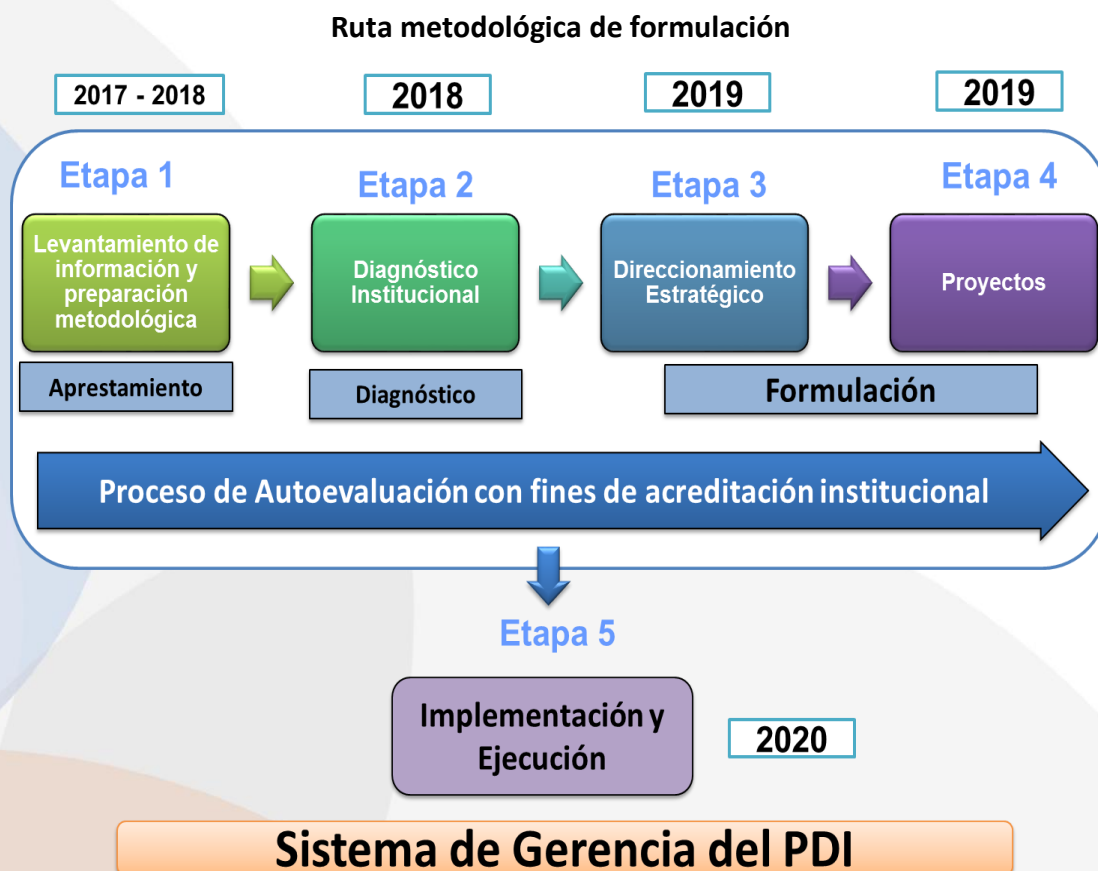 Ruta metodológica de formulación
2017 - 2018
2018
2019
2019
Etapa 1
Etapa 2
Etapa 3
Etapa 4
Levantamiento de
información y
preparación
metodológica
Diagnóstico
Institucional
Direccionamiento
Estratégico
Proyectos
Aprestamiento
Diagnóstico
Formulación
Proceso de Autoevaluación con fines de acreditación institucional
Etapa 5
Implementación y
Ejecución
2020
Sistema de Gerencia del PDI